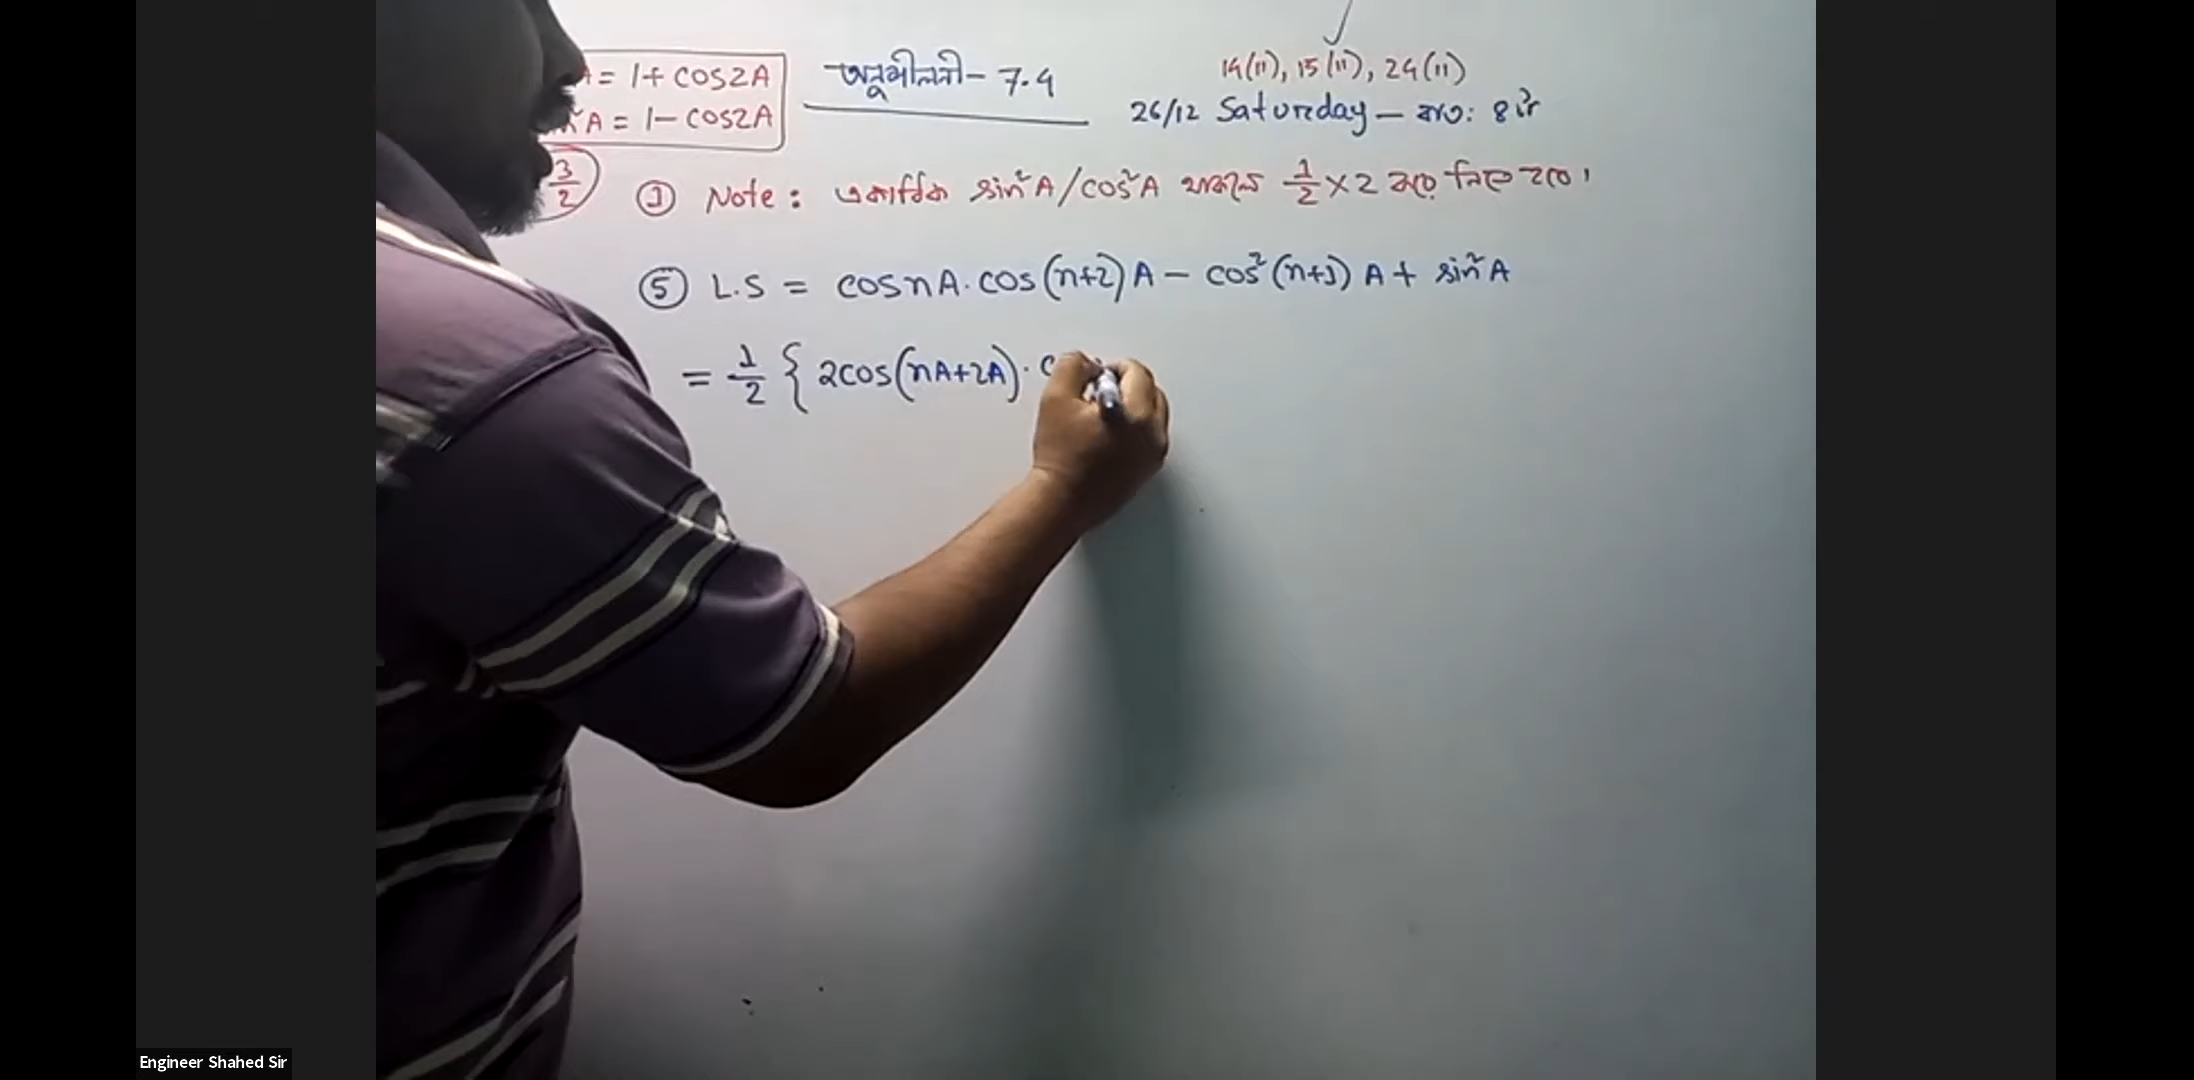 A = 1 + cos2A
অনুশীলনী - 7.4
14(ii), 15(ii), 24(ii)
A = 1 - cos2A
26/12 Saturday - রাত: 8 টা
3/2
① Note: একাধিক sin²A/cos²A থাকলে 1/2 × 2 করে নিতে হবে।
⑤ L.S = cosnA.cos(n+2)A - cos²(n+1)A + sin²A
= 1/2 { 2cos(nA+2A).c
Engineer Shahed Sir